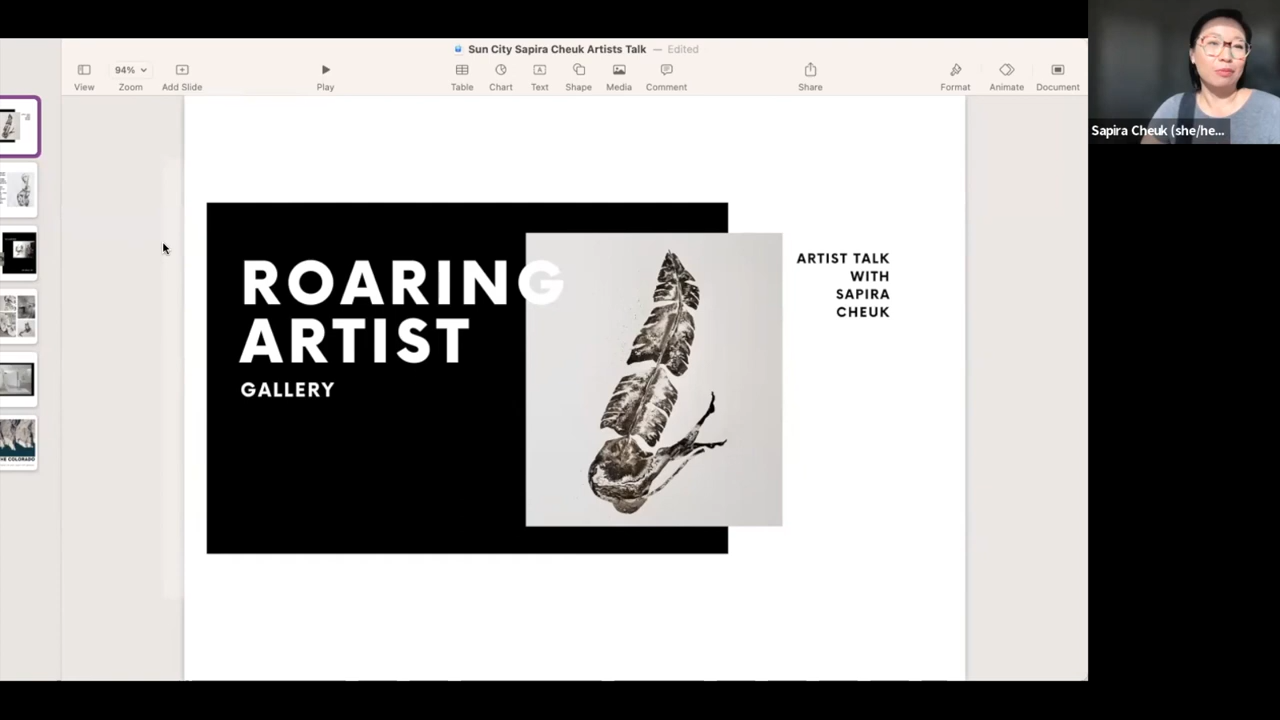 Sun City Sapira Cheuk Artists Talk — Edited
94%
View
Zoom
Add Slide
Play
Table
Chart
Text
Shape
Media
Comment
Share
Format
Animate
Document
Sapira Cheuk (she/he...
ROARING
ARTIST
GALLERY
ARTIST TALK
WITH
SAPIRA
CHEUK
COLORADO